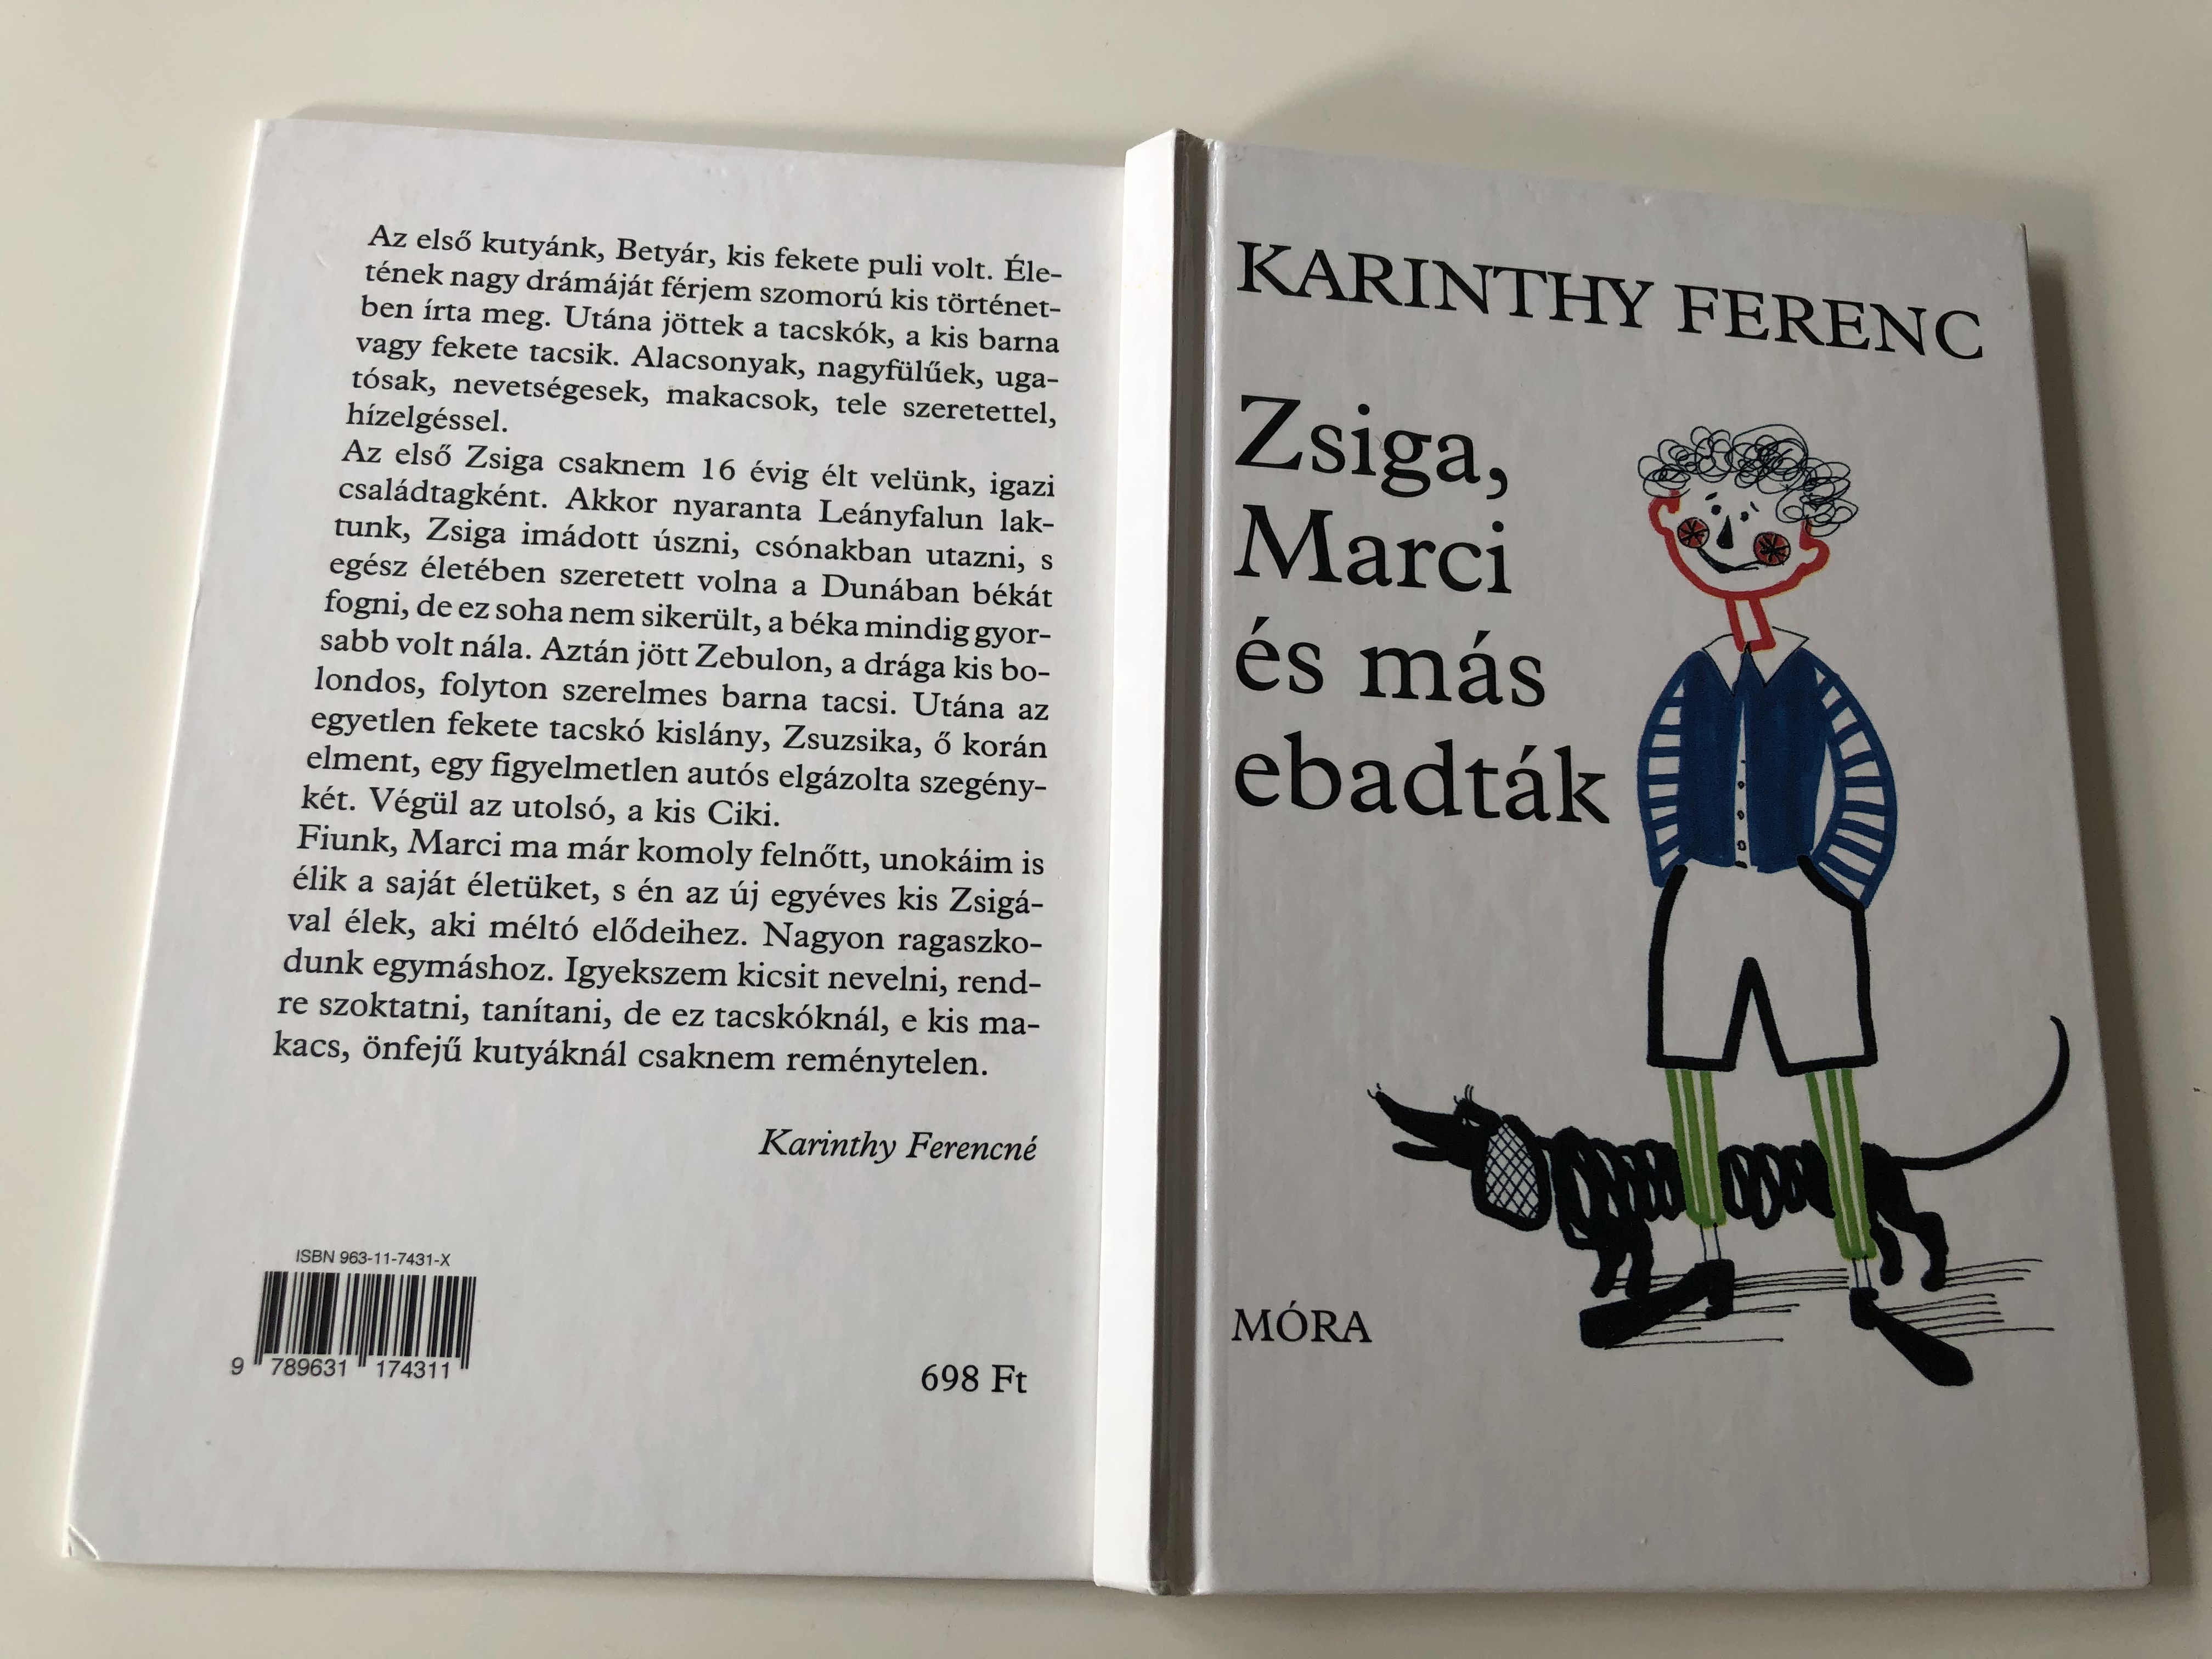 Az első kutyánk, Betyár, kis fekete puli volt. Éle-
tének nagy drámáját férjem szomorú kis történet-
ben írta meg. Utána jöttek a tacskók, a kis barna
vagy fekete tacsik. Alacsonyak, nagyfülűek, uga-
tósak, nevetségesek, makacsok, tele szeretettel,
hízelgéssel.
Az első Zsiga csaknem 16 évig élt velünk, igazi
családtagként. Akkor nyaranta Leányfalun lak-
tunk, Zsiga imádott úszni, csónakban utazni, s
egész életében szeretett volna a Dunában békát
fogni, de ez soha nem sikerült, a béka mindig gyor-
sabb volt nála. Aztán jött Zebulon, a drága kis bo-
londos, folyton szerelmes barna tacsi. Utána az
egyetlen fekete tacskó kislány, Zsuzsika, ő korán
elment, egy figyelmetlen autós elgázolta szegény-
két. Végül az utolsó, a kis Ciki.
Fiunk, Marci ma már komoly felnőtt, unokáim is
élik a saját életüket, s én az új egyéves kis Zsigá-
val élek, aki méltó elődeihez. Nagyon ragaszko-
dunk egymáshoz. Igyekszem kicsit nevelni, rend-
re szoktatni, tanítani, de ez tacskóknál, e kis ma-
kacs, önfejű kutyáknál csaknem reménytelen.
Karinthy Ferencné
ISBN 963-11-7431-X
9 789631 174311
698 Ft
KARINTHY FERENC
Zsiga,
Marci
és más
ebadták
MÓRA